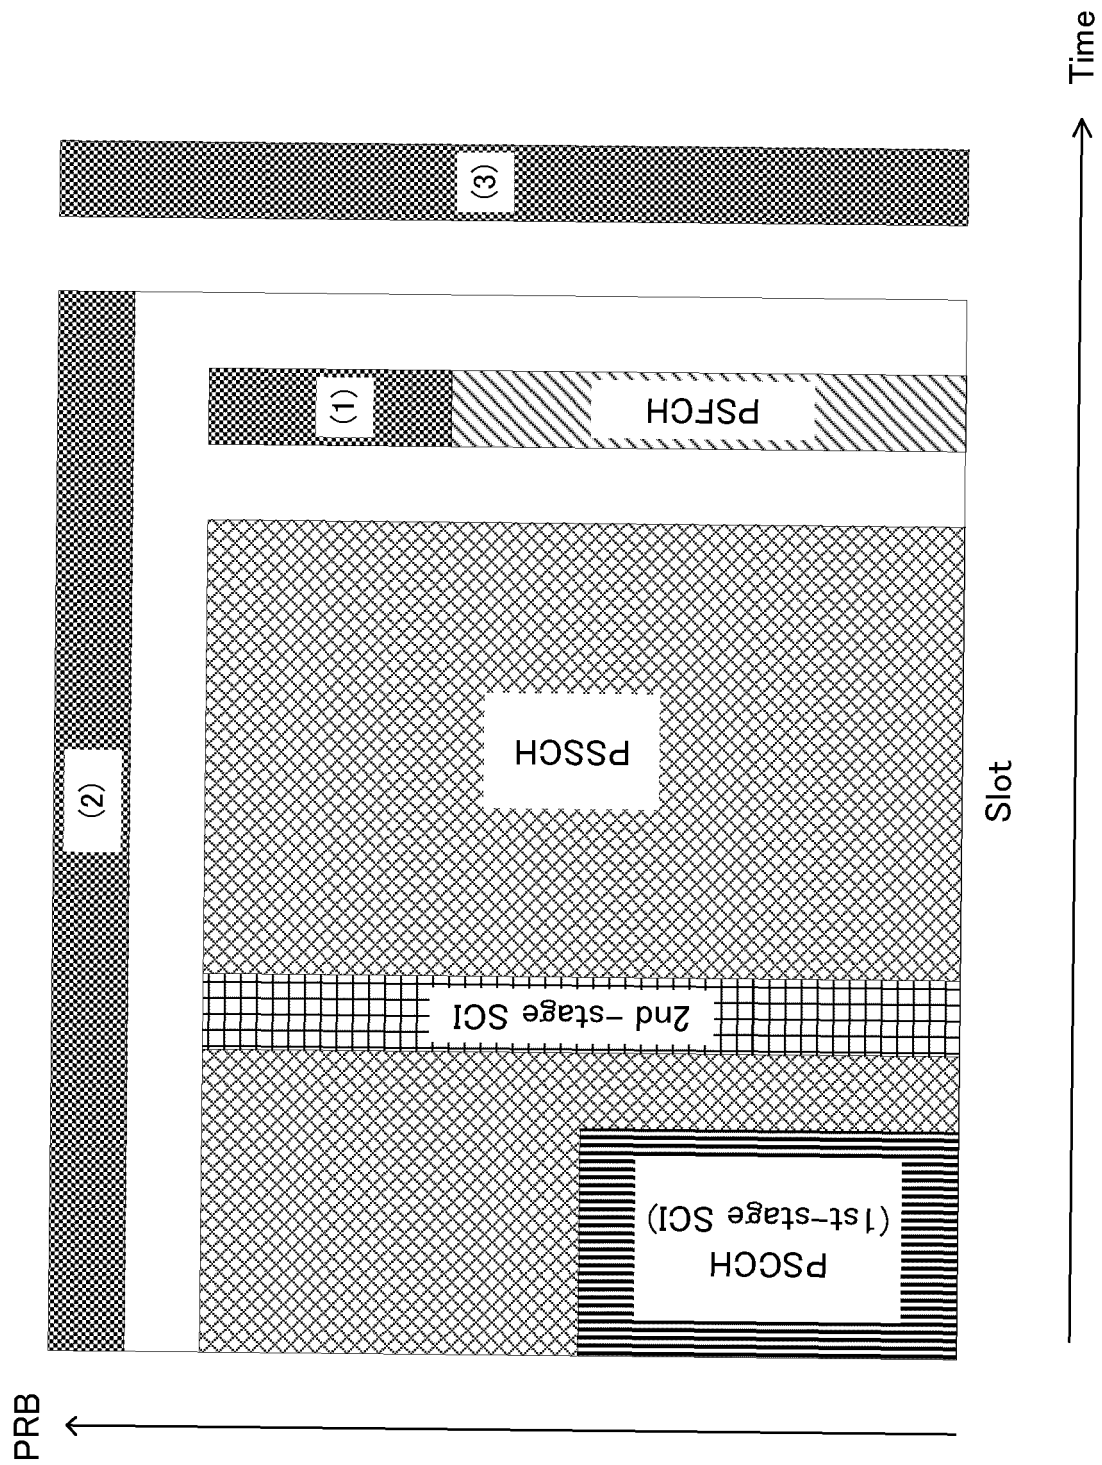 PRB
(2)
(1)
(3)
PSFCH
PSSCH
2nd -stage SCI
PSCCH
(1st-stage SCI)
Slot
Time